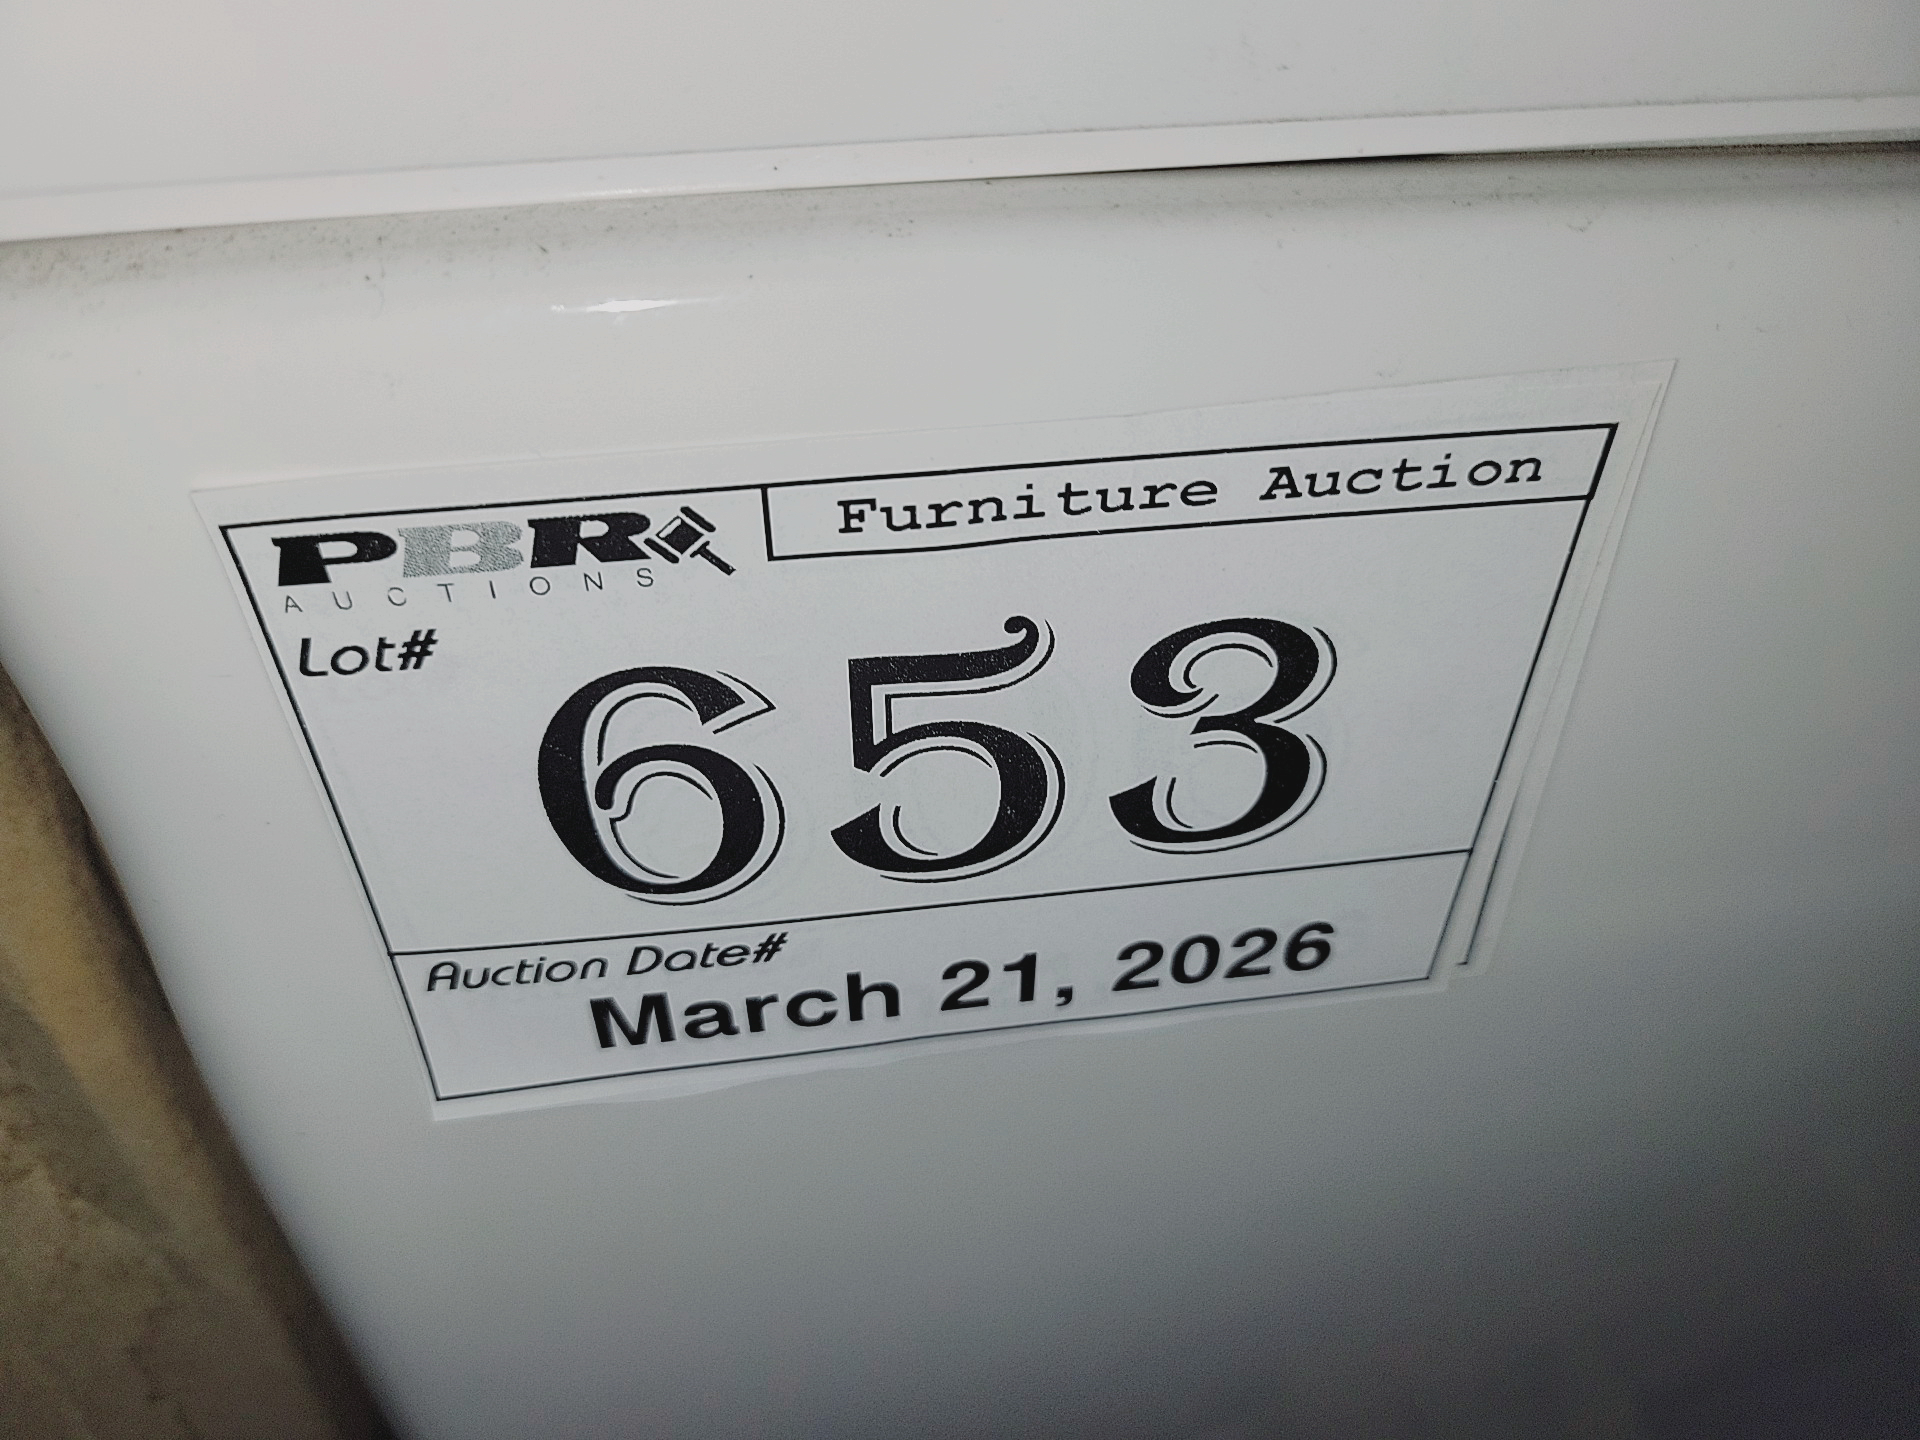 PBR
AUCTIONS
Furniture Auction
Lot#
653
Auction Date#
March 21, 2026